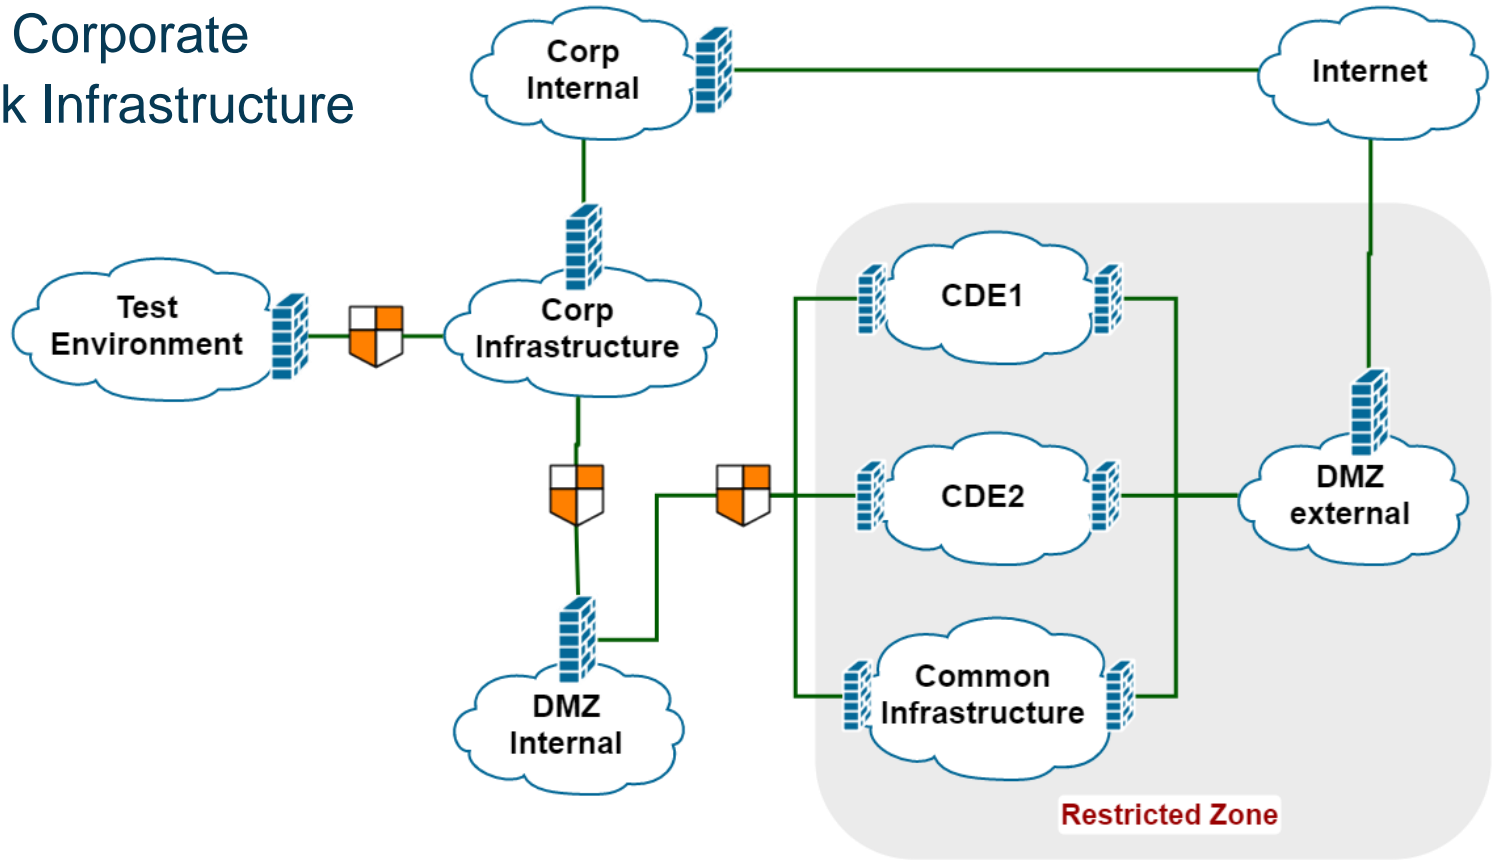 Corporate
k Infrastructure
Corp
Internal
Internet
Test
Environment
Corp
Infrastructure
CDE1
CDE2
DMZ
external
Common
Infrastructure
DMZ
Internal
Restricted Zone